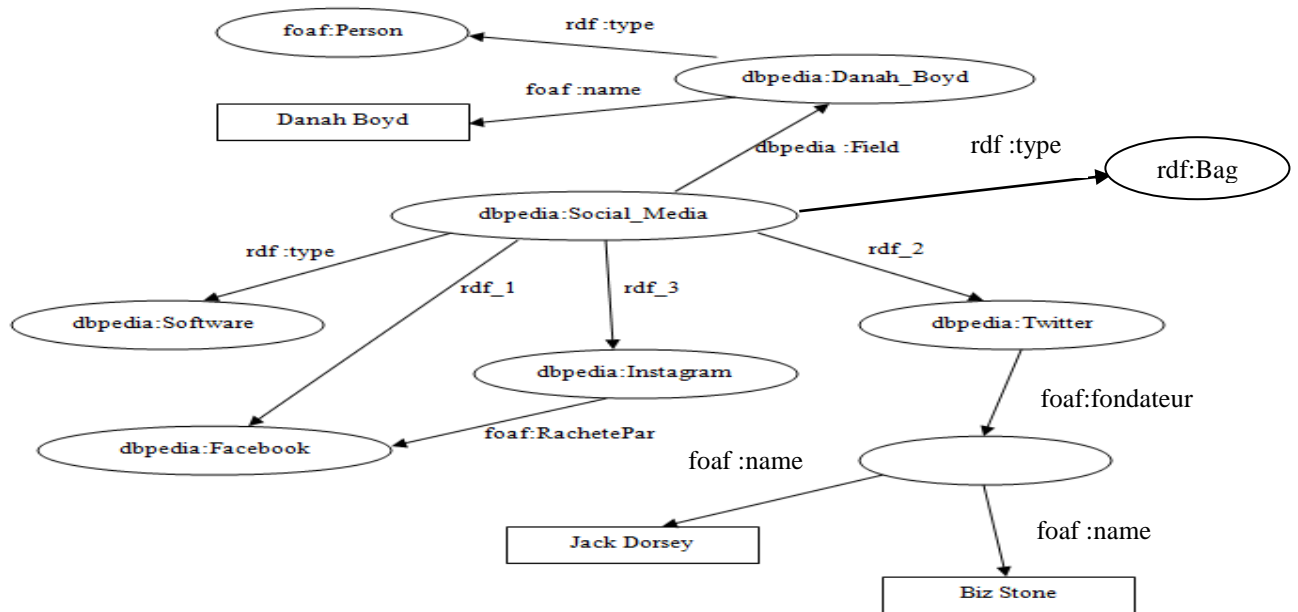 rdf :type
foaf:Person
dbpedia:Danah_Boyd
foaf :name
Danah Boyd
dbpedia :Field
rdf :type
rdf:Bag
dbpedia:Social_Media
rdf :type
rdf_1
rdf_3
rdf_2
dbpedia:Software
dbpedia:Twitter
dbpedia:Instagram
foaf:fondateur
foaf:RachetePar
dbpedia:Facebook
foaf :name
Jack Dorsey
foaf :name
Biz Stone